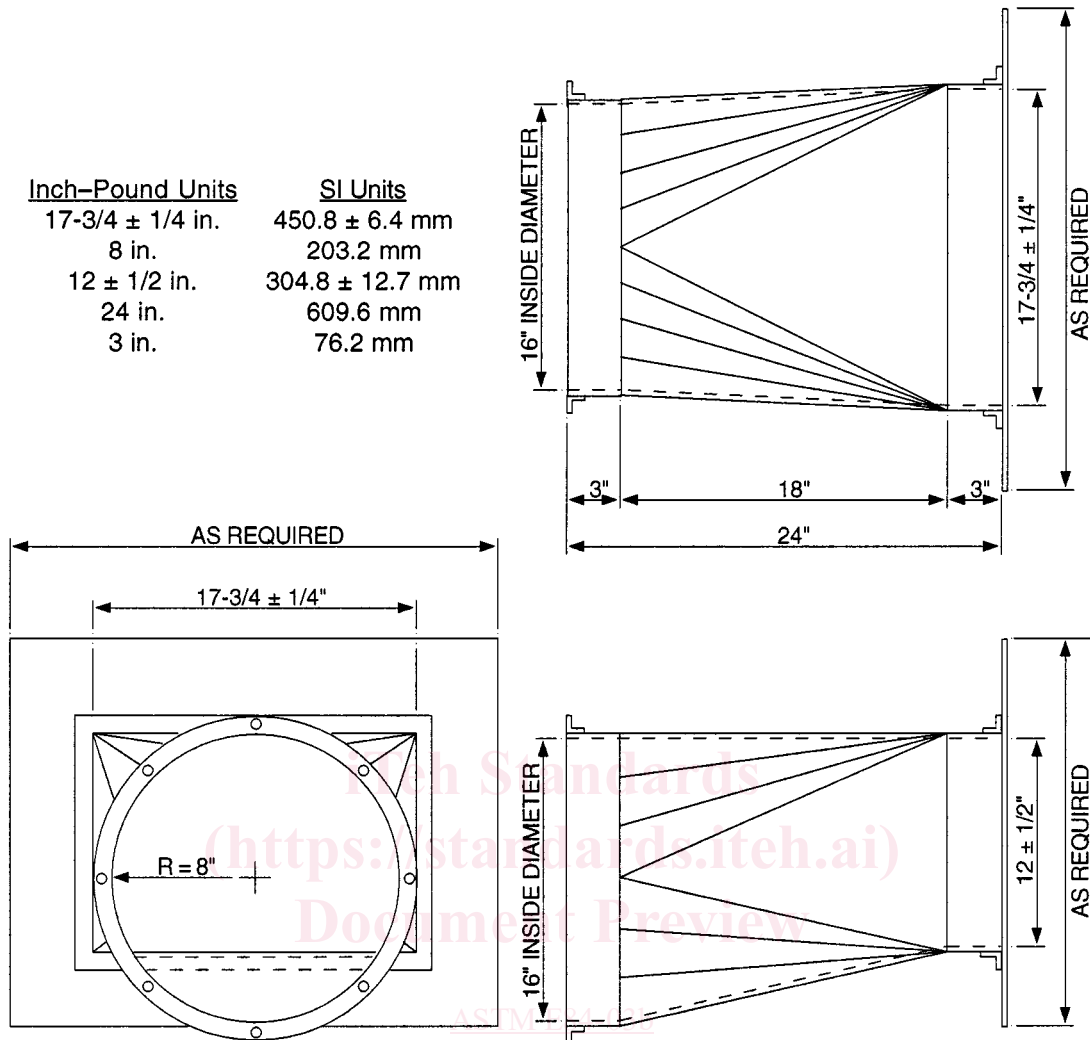 Inch–Pound Units SI Units
17-3/4 ± 1/4 in. 450.8 ± 6.4 mm
8 in. 203.2 mm
12 ± 1/2 in. 304.8 ± 12.7 mm
24 in. 609.6 mm
3 in. 76.2 mm
16" INSIDE DIAMETER
17-3/4 ± 1/4"
AS REQUIRED
3" 18" 3"
24"
AS REQUIRED
17-3/4 ± 1/4"
R = 8"
16" INSIDE DIAMETER
12 ± 1/2"
AS REQUIRED
iTeh Standards
(https://standards.iteh.ai)
Document Preview
ASTM E84-03b